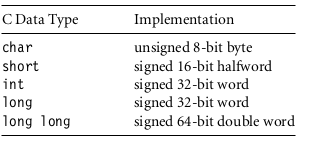 C Data Type Implementation
char unsigned 8-bit byte
short signed 16-bit halfword
int signed 32-bit word
long signed 32-bit word
long long signed 64-bit double word